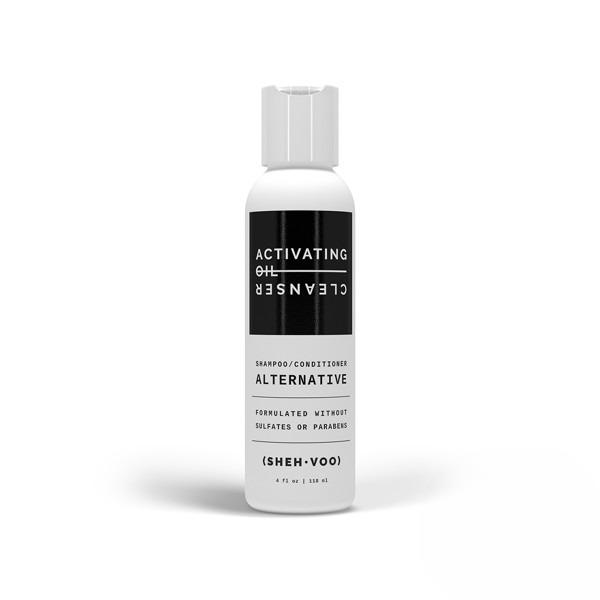 ACTIVATING
OIL
CLEANSER
SHAMPOO/CONDITIONER
ALTERNATIVE
FORMULATED WITHOUT
SULFATES OR PARABENS
(SHEH·VOO)
4 fl oz | 118 ml